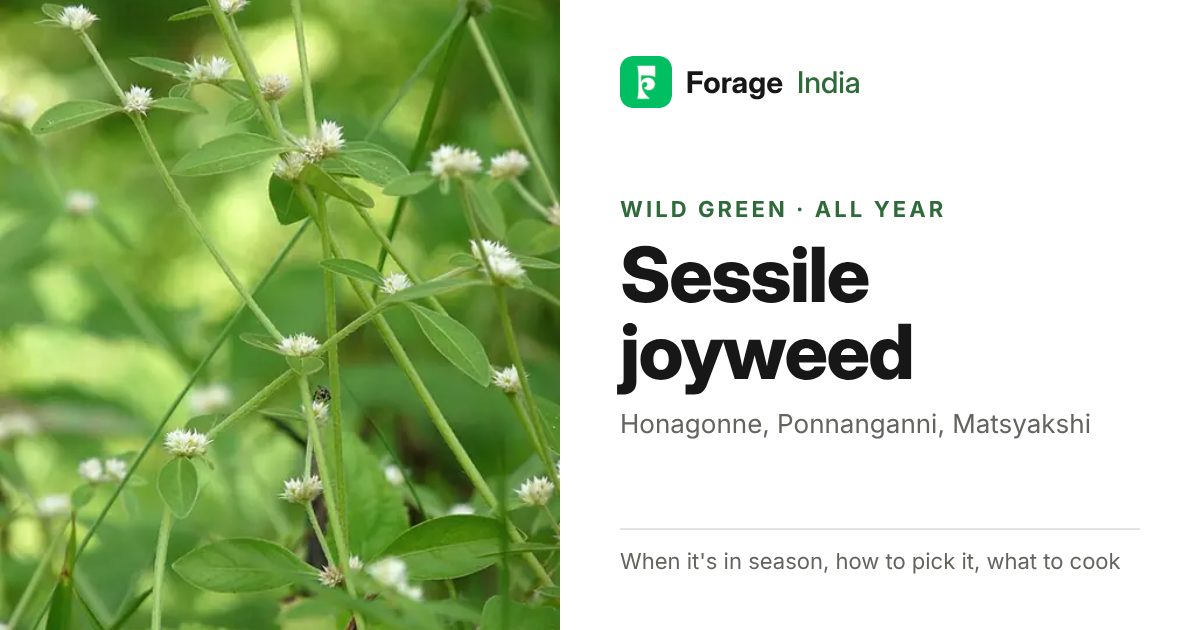 Forage India
WILD GREEN · ALL YEAR
Sessile
joyweed
Honagonne, Ponnanganni, Matsyakshi
When it's in season, how to pick it, what to cook